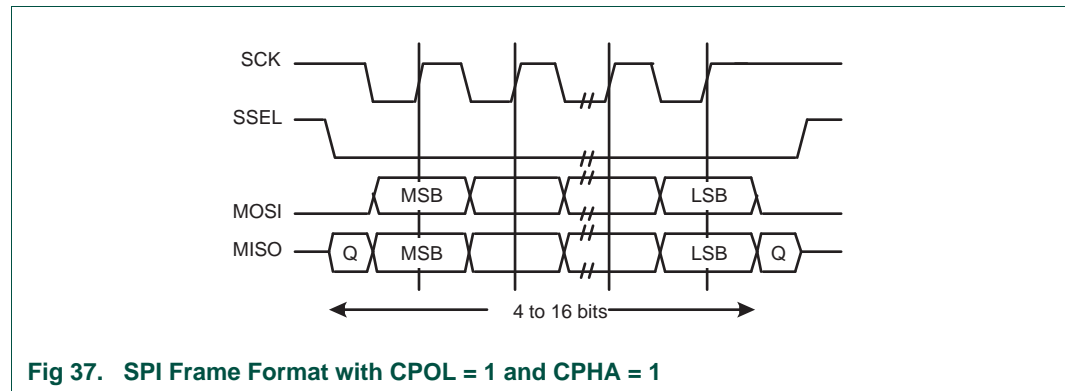 SCK
SSEL
MOSI
MSB
LSB
MISO
Q
MSB
LSB
Q
4 to 16 bits
Fig 37. SPI Frame Format with CPOL = 1 and CPHA = 1